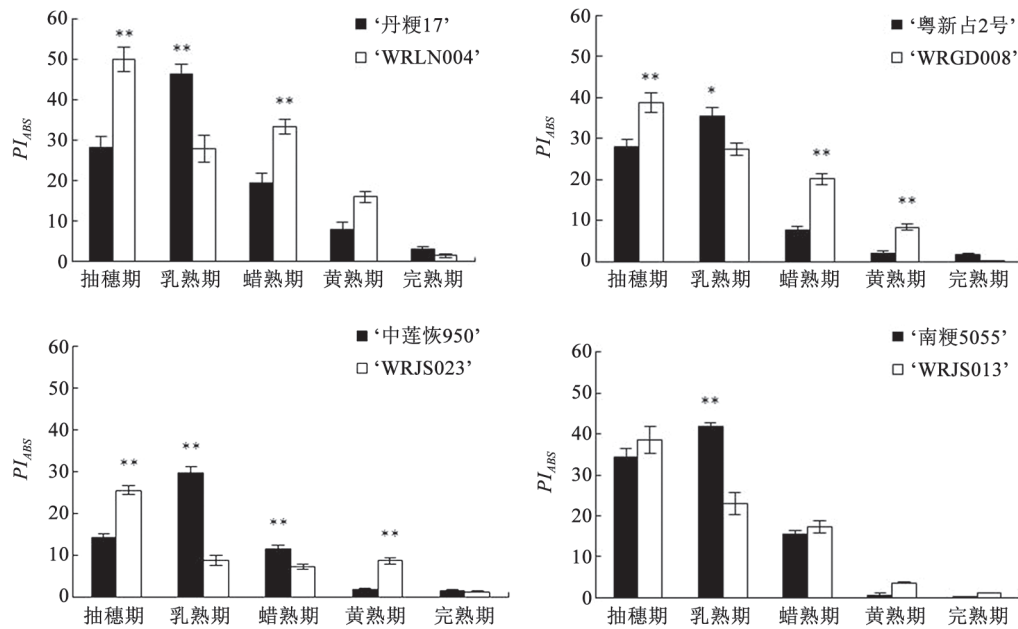 '丹粳17'
'WRLN004'
PI_ABS
60
50
40
30
20
10
0
** ** **
抽穗期 乳熟期 蜡熟期 黄熟期 完熟期
'粤新占2号'
'WRGD008'
PI_ABS
60
50
40
30
20
10
0
** * ** **
抽穗期 乳熟期 蜡熟期 黄熟期 完熟期
'中莲恢950'
'WRJS023'
PI_ABS
60
50
40
30
20
10
0
** ** ** **
抽穗期 乳熟期 蜡熟期 黄熟期 完熟期
'南粳5055'
'WRJS013'
PI_ABS
60
50
40
30
20
10
0
**
抽穗期 乳熟期 蜡熟期 黄熟期 完熟期